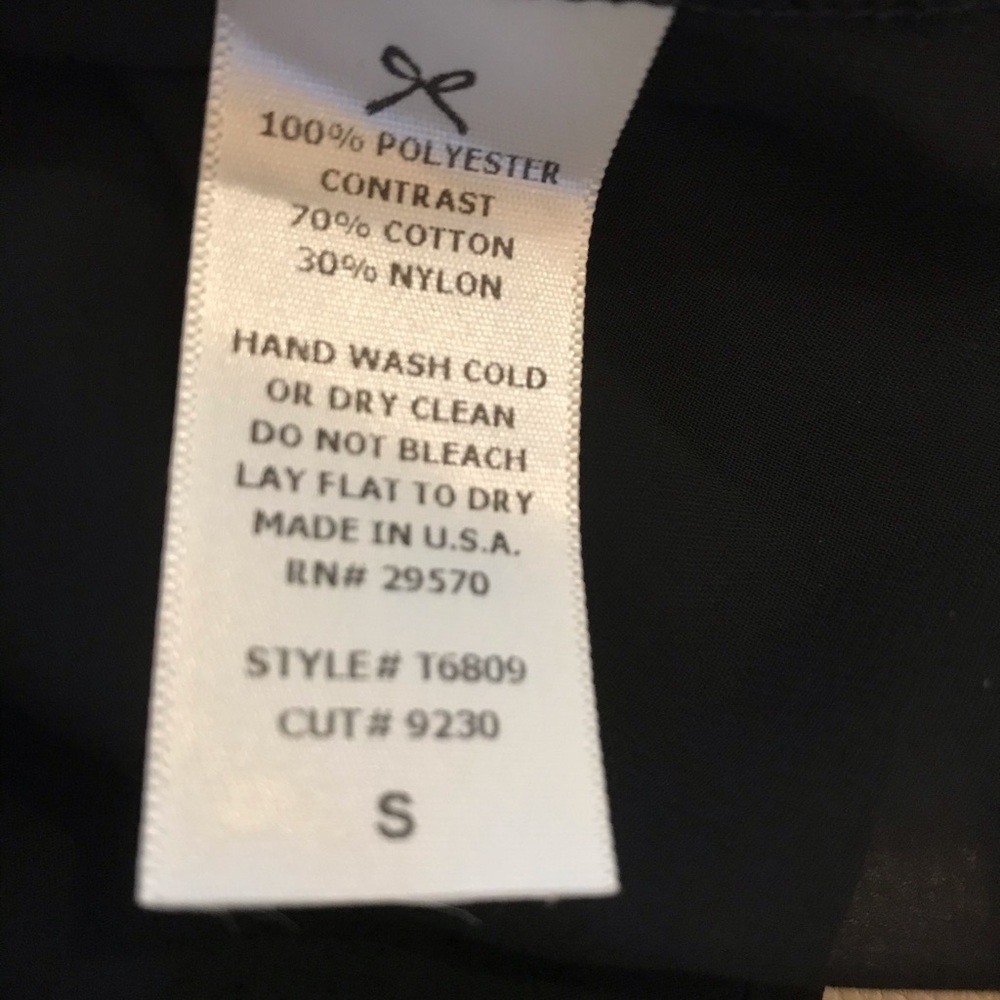 100% POLYESTER
CONTRAST
70% COTTON
30% NYLON
HAND WASH COLD
OR DRY CLEAN
DO NOT BLEACH
LAY FLAT TO DRY
MADE IN U.S.A.
RN# 29570
STYLE# T6809
CUT# 9230
S